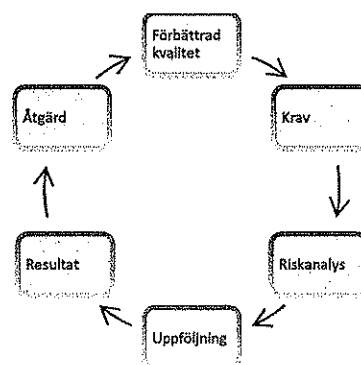 Förbättrad
kvalitet
Krav
Riskanalys
Uppföljning
Resultat
Åtgärd